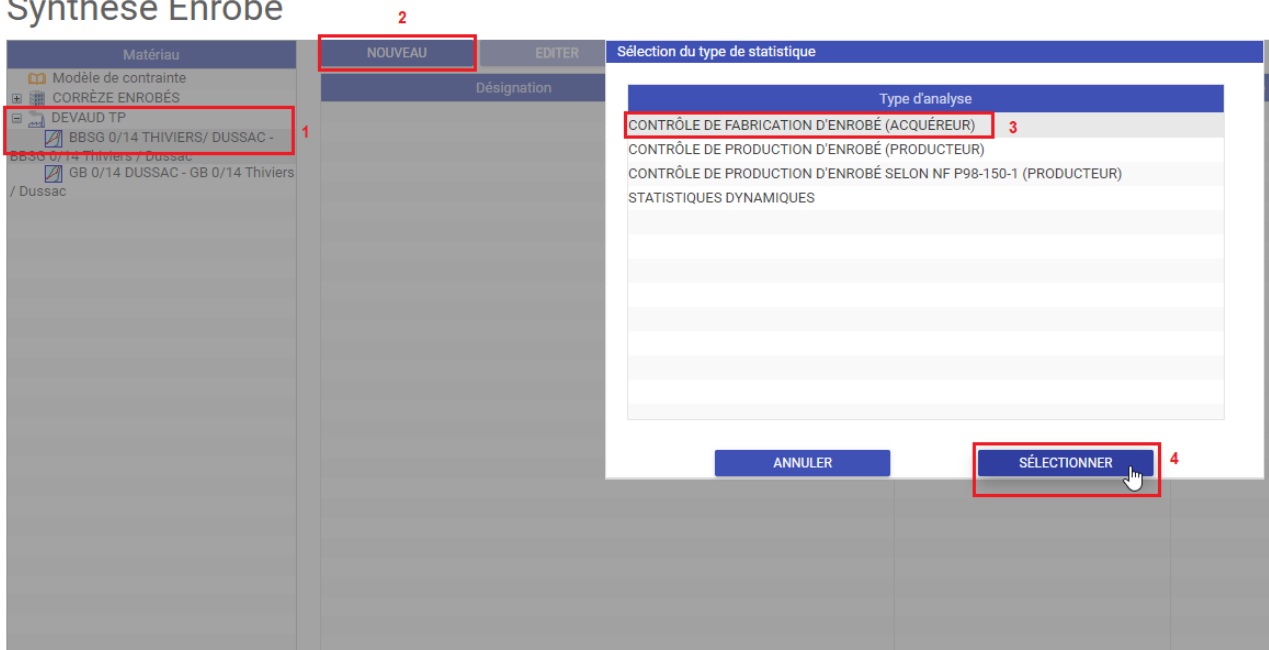 Synthèse Enrobé
2
Matériau
NOUVEAU
EDITER
Sélection du type de statistique
Modèle de contrainte
CORRÈZE ENROBÉS
DEVAUD TP
BBSG 0/14 THIVIERS/ DUSSAC -
BBSG 0/14 Thiviers / Dussac
GB 0/14 DUSSAC - GB 0/14 Thiviers
/ Dussac
1
Désignation
Type d'analyse
CONTRÔLE DE FABRICATION D'ENROBÉ (ACQUÉREUR)
3
CONTRÔLE DE PRODUCTION D'ENROBÉ (PRODUCTEUR)
CONTRÔLE DE PRODUCTION D'ENROBÉ SELON NF P98-150-1 (PRODUCTEUR)
STATISTIQUES DYNAMIQUES
ANNULER
SÉLECTIONNER
4